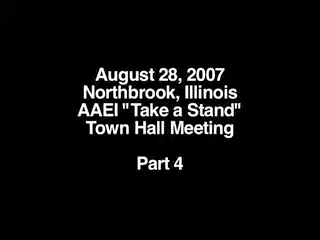 August 28, 2007
Northbrook, Illinois
AAEI "Take a Stand"
Town Hall Meeting
Part 4